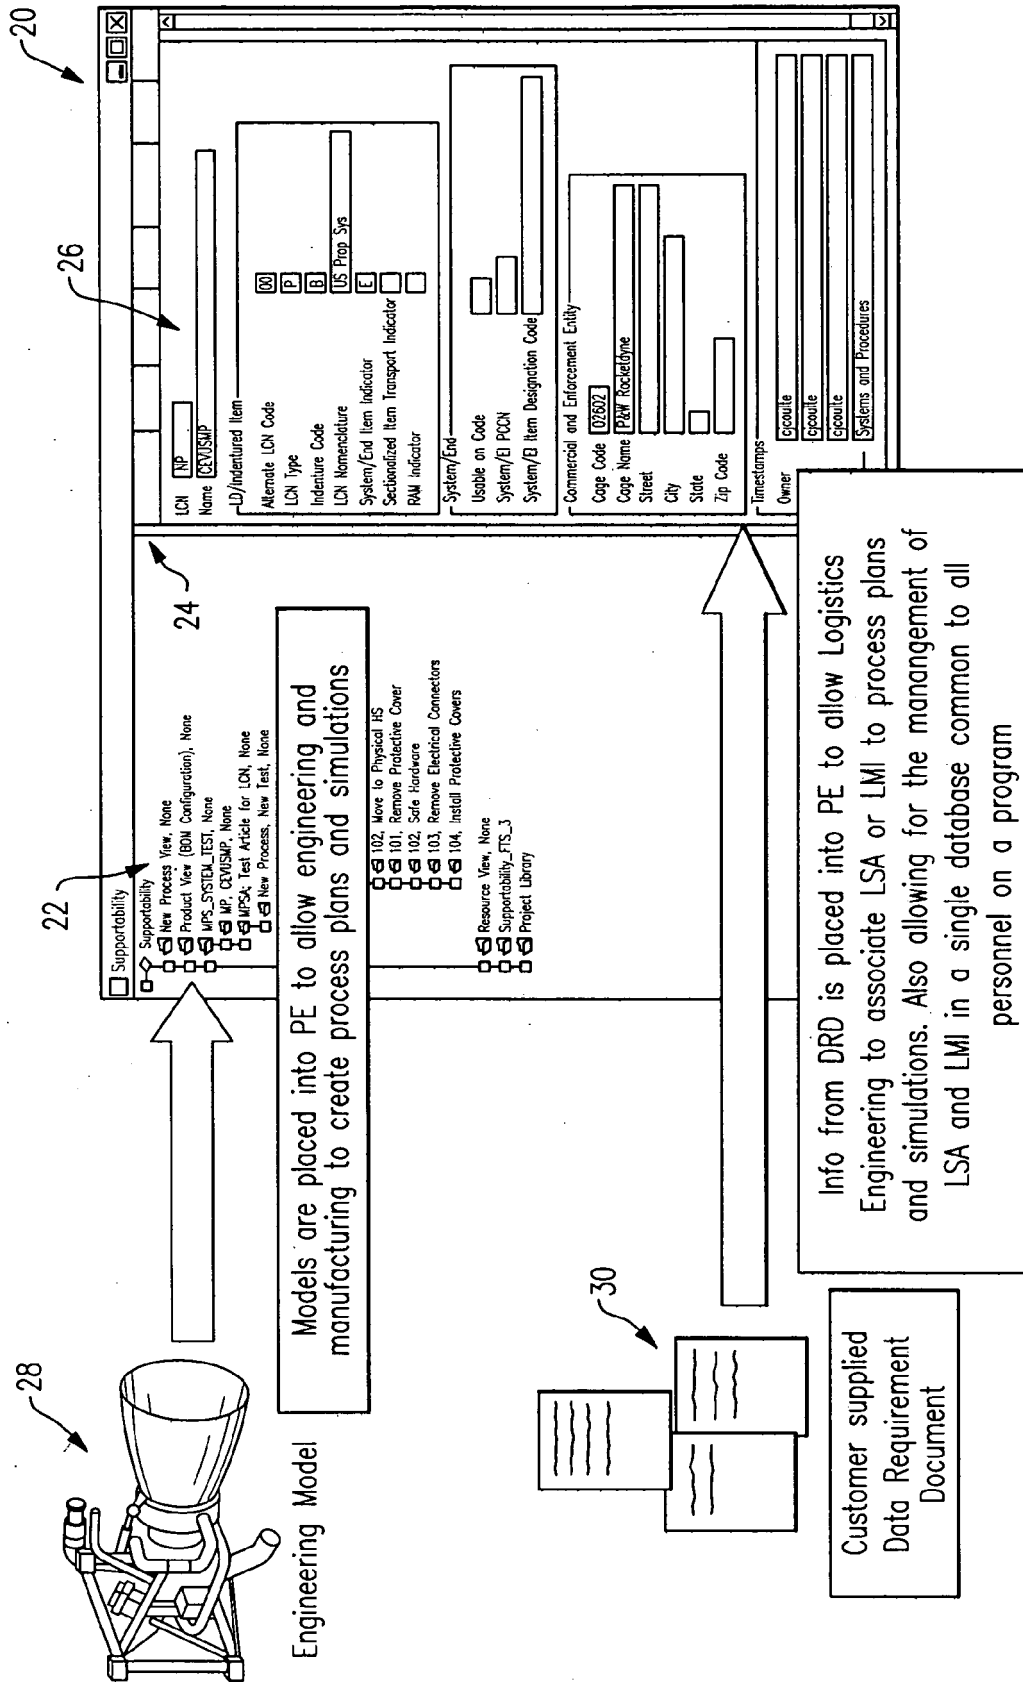 20
Supportability
22
Supportability
New Process View, None
Product View (BOM Configuration), None
MPS_SYSTEM_TEST, None
MP, CEVUSMP, None
MPSA; Test Article for LCN, None
New Process, New Test, None
102, Move to Physical HS
101, Remove Protective Cover
102, Safe Hardware
103, Remove Electrical Connectors
104, Install Protective Covers
Resource View, None
Supportability_FTS_3
Project Library
24
26
LCN NP
Name CEVUSMP
LD/Indentured Item
Alternate LCN Code 00
LCN Type P
Indenture Code B
LCN Nomenclature US Prop Sys
System/End Item Indicator E
Sectionalized Item Transport Indicator
RAM Indicator
System/End
Usable on Code
System/EI PCCN
System/EI Item Designation Code
Commercial and Enforcement Entity
Cage Code 02602
Cage Name P&W Rocketdyne
Street
City
State
Zip Code
Timestamps
Owner cjcoulte
cjcoulte
cjcoulte
Systems and Procedures
28
Engineering Model
Models are placed into PE to allow engineering and
manufacturing to create process plans and simulations
30
Customer supplied
Data Requirement
Document
Info from DRD is placed into PE to allow Logistics
Engineering to associate LSA or LMI to process plans
and simulations. Also allowing for the manangement of
LSA and LMI in a single database common to all
personnel on a program